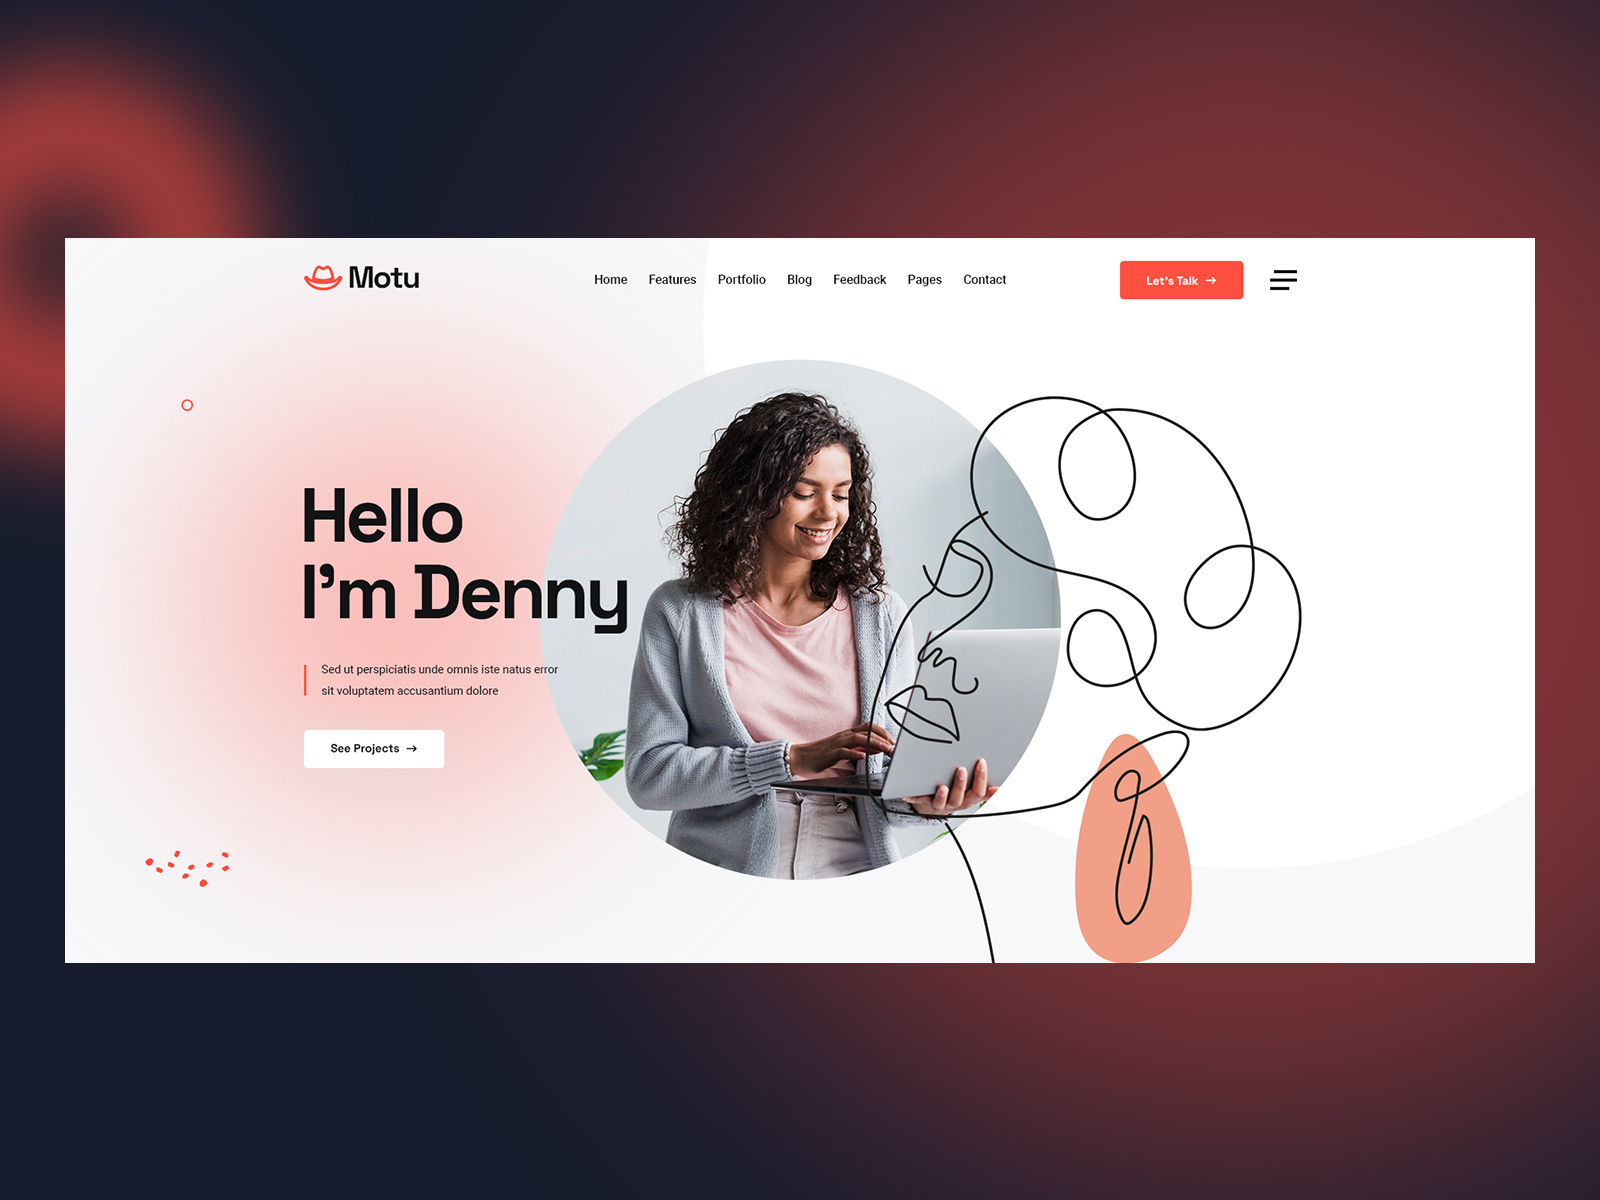 Motu
Home Features Portfolio Blog Feedback Pages Contact
Let's Talk →
Hello
I'm Denny
Sed ut perspiciatis unde omnis iste natus error
sit voluptatem accusantium dolore
See Projects →